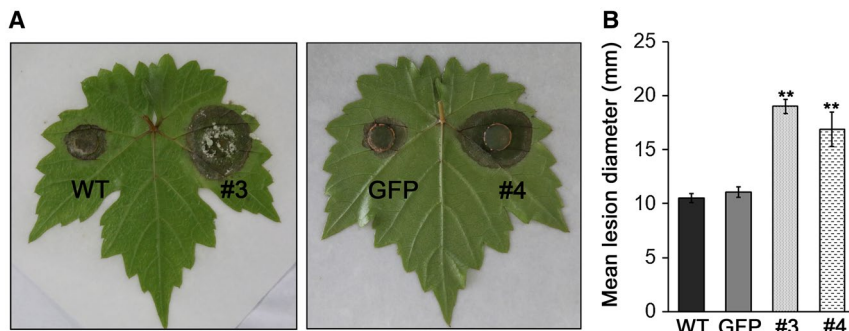 A
WT
#3
GFP
#4
B
Mean lesion diameter (mm)
25
20
15
10
5
0
**
**
WT GFP #3 #4